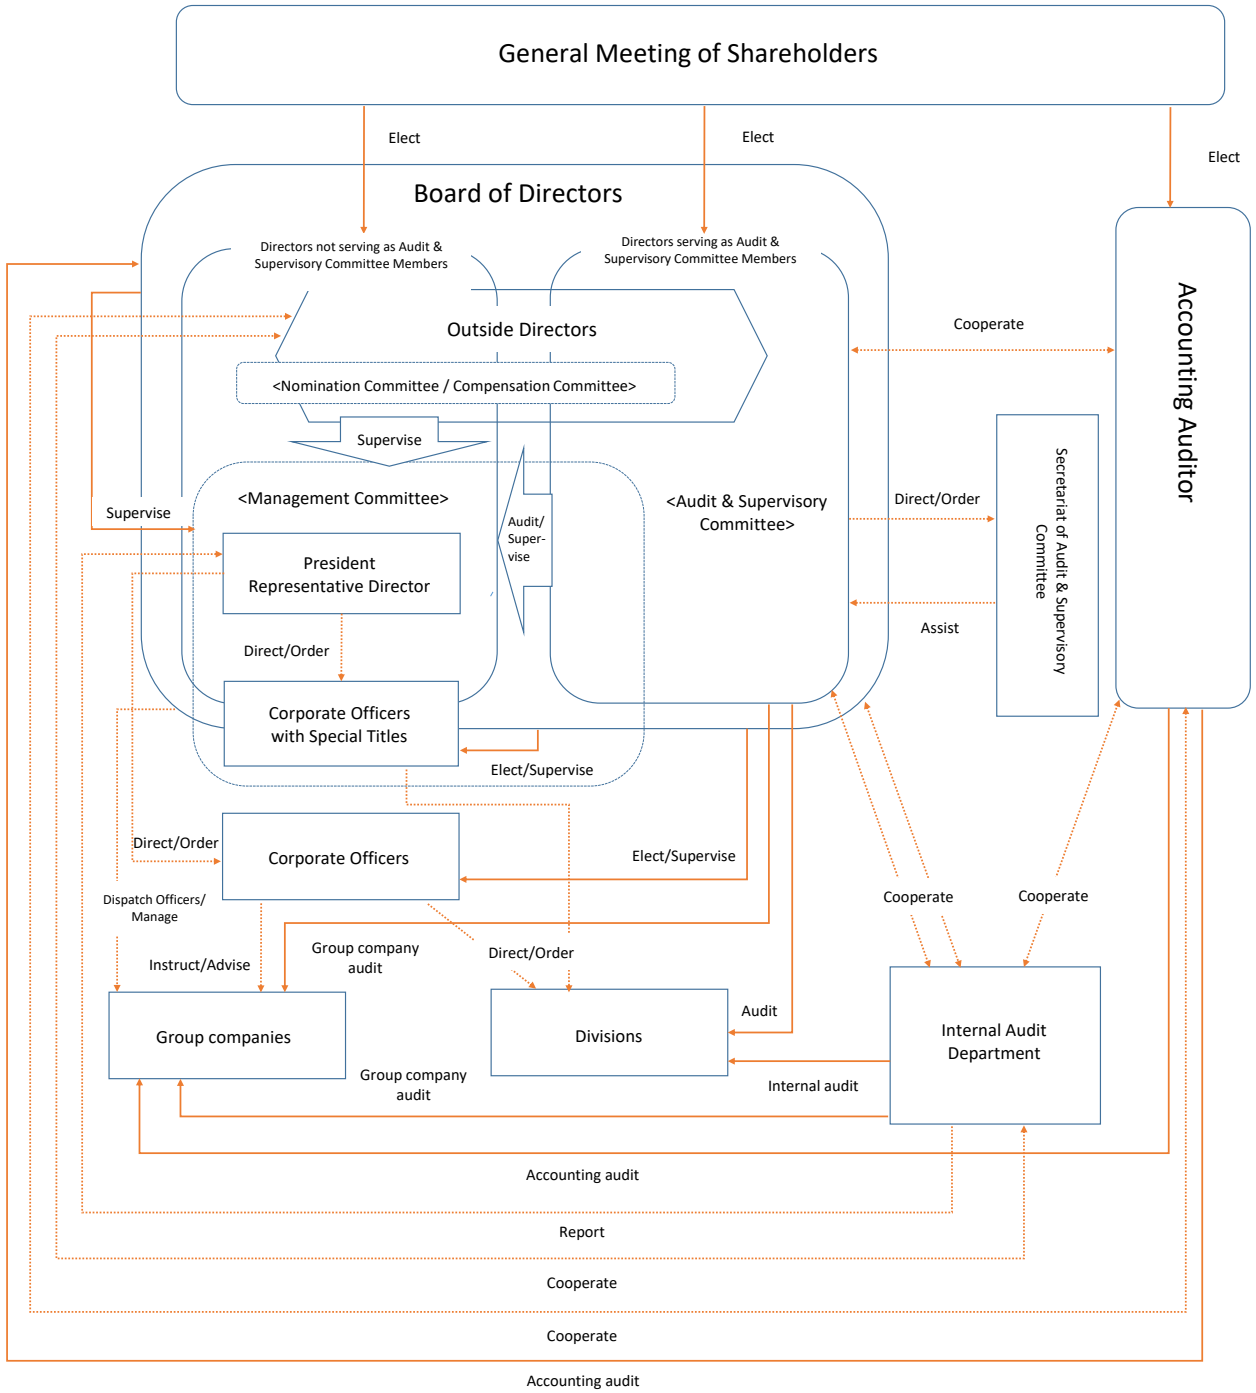 General Meeting of Shareholders
Elect
Elect
Elect
Board of Directors
Directors not serving as Audit &
Supervisory Committee Members
Directors serving as Audit &
Supervisory Committee Members
Accounting Auditor
Outside Directors
Cooperate
<Nomination Committee / Compensation Committee>
Supervise
<Management Committee>
<Audit & Supervisory
Committee>
Direct/Order
Secretariat of Audit & Supervisory
Committee
Supervise
Audit/
Super-
vise
President
Representative Director
Assist
Direct/Order
Corporate Officers
with Special Titles
Elect/Supervise
Direct/Order
Corporate Officers
Elect/Supervise
Dispatch Officers/
Manage
Cooperate
Cooperate
Instruct/Advise
Group company
audit
Direct/Order
Group companies
Divisions
Audit
Internal Audit
Department
Group company
audit
Internal audit
Accounting audit
Report
Cooperate
Cooperate
Accounting audit